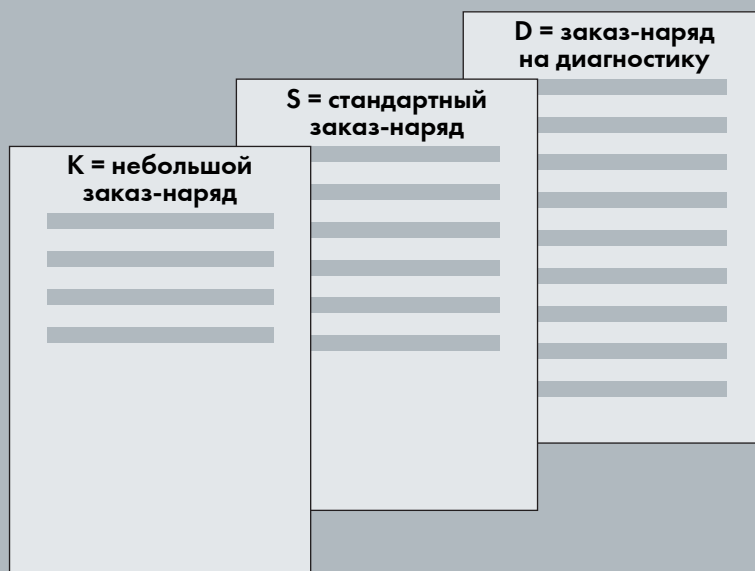 D = заказ-наряд
на диагностику
S = стандартный
заказ-наряд
K = небольшой
заказ-наряд